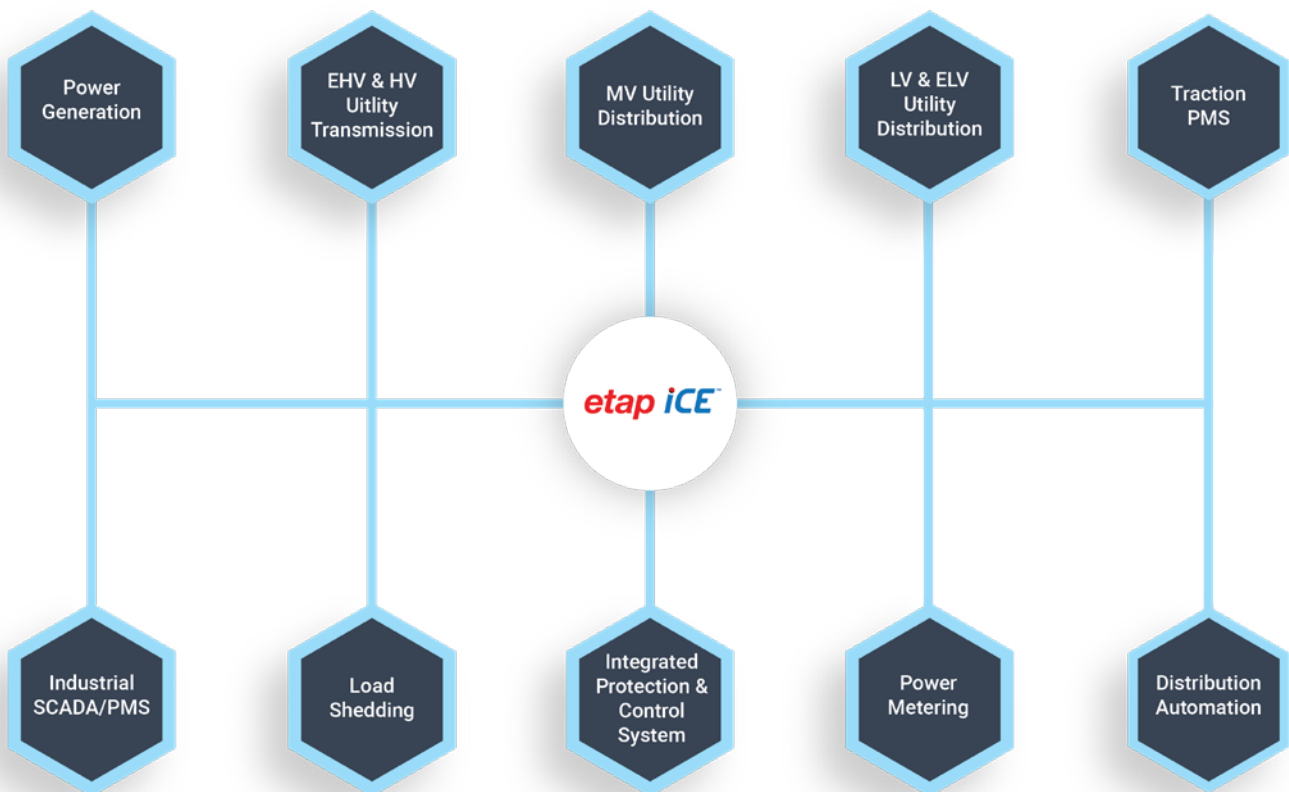 Power
Generation
EHV & HV
Uitlity
Transmission
MV Utility
Distribution
LV & ELV
Utility
Distribution
Traction
PMS
etap iCE™
Industrial
SCADA/PMS
Load
Shedding
Integrated
Protection &
Control
System
Power
Metering
Distribution
Automation